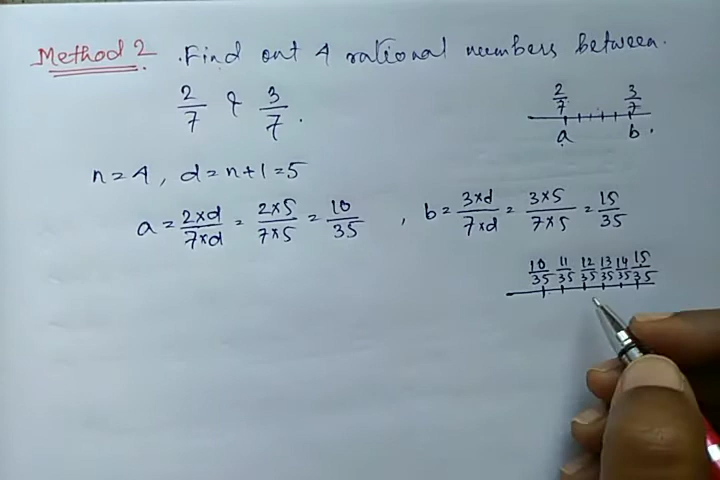 Method 2 . Find out 4 rational numbers between.
2/7 & 3/7.
2/7 3/7
a b.
n=4, d=n+1=5
a = 2×d/7×d = 2×5/7×5 = 10/35 , b = 3×d/7×d = 3×5/7×5 = 15/35
10/35 11/35 12/35 13/35 14/35 15/35